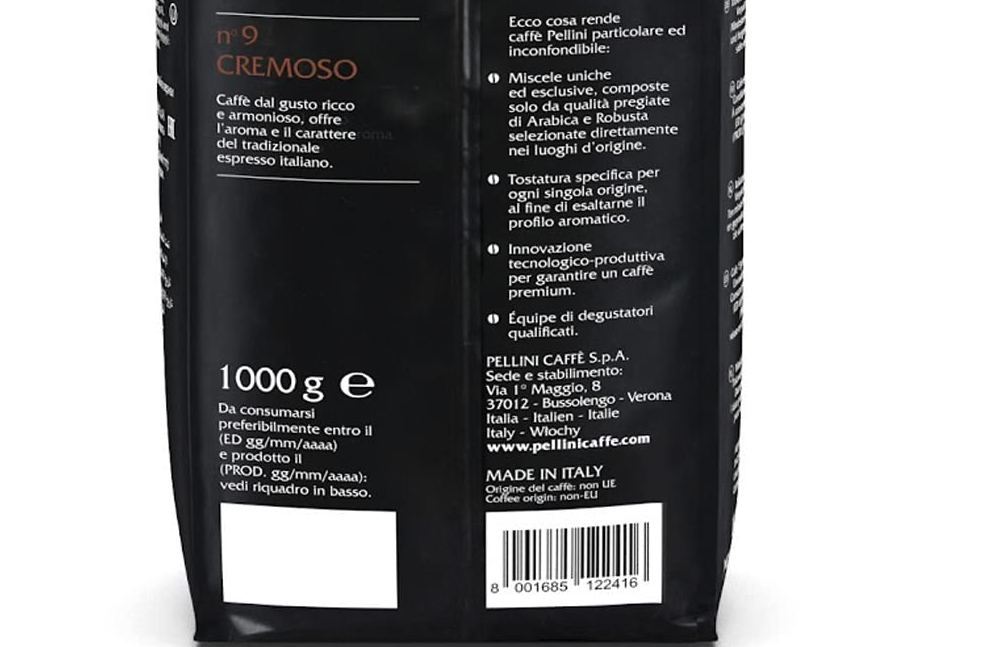 n° 9
CREMOSO
Caffè dal gusto ricco
e armonioso, offre
l'aroma e il carattere
del tradizionale
espresso italiano.
1000 g ℮
Da consumarsi
preferibilmente entro il
(ED gg/mm/aaaa)
e prodotto il
(PROD. gg/mm/aaaa):
vedi riquadro in basso.
Ecco cosa rende
caffè Pellini particolare ed
inconfondibile:
Miscele uniche
ed esclusive, composte
solo da qualità pregiate
di Arabica e Robusta
selezionate direttamente
nei luoghi d'origine.
Tostatura specifica per
ogni singola origine,
al fine di esaltarne il
profilo aromatico.
Innovazione
tecnologico-produttiva
per garantire un caffè
premium.
Équipe di degustatori
qualificati.
PELLINI CAFFÈ S.p.A.
Sede e stabilimento:
Via 1° Maggio, 8
37012 - Bussolengo - Verona
Italia - Italien - Italie
Italy - Włochy
www.pellinicaffe.com
MADE IN ITALY
Origine del caffè: non UE
Coffee origin: non-EU
8 001685 122416